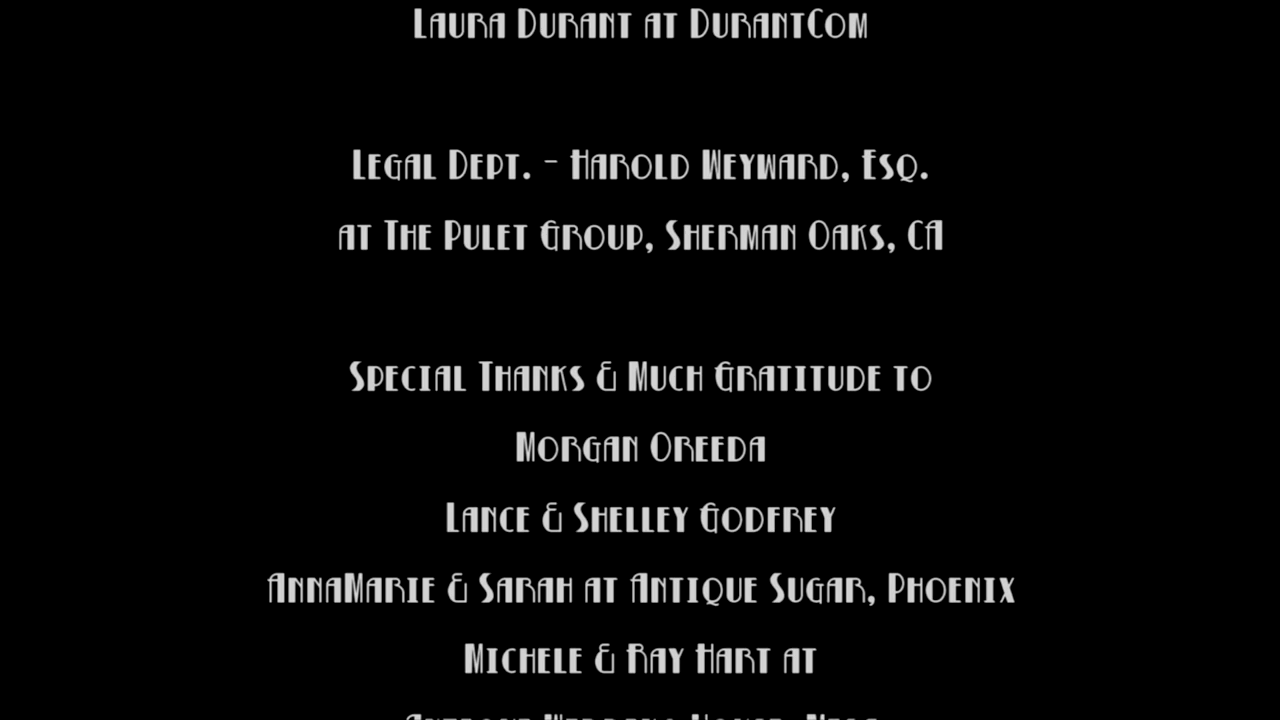 Laura Durant at DurantCom
Legal Dept. - Harold Weyward, Esq.
at The Pulet Group, Sherman Oaks, CA
Special Thanks & Much Gratitude to
Morgan Oreeda
Lance & Shelley Godfrey
AnnaMarie & Sarah at Antique Sugar, Phoenix
Michele & Ray Hart at